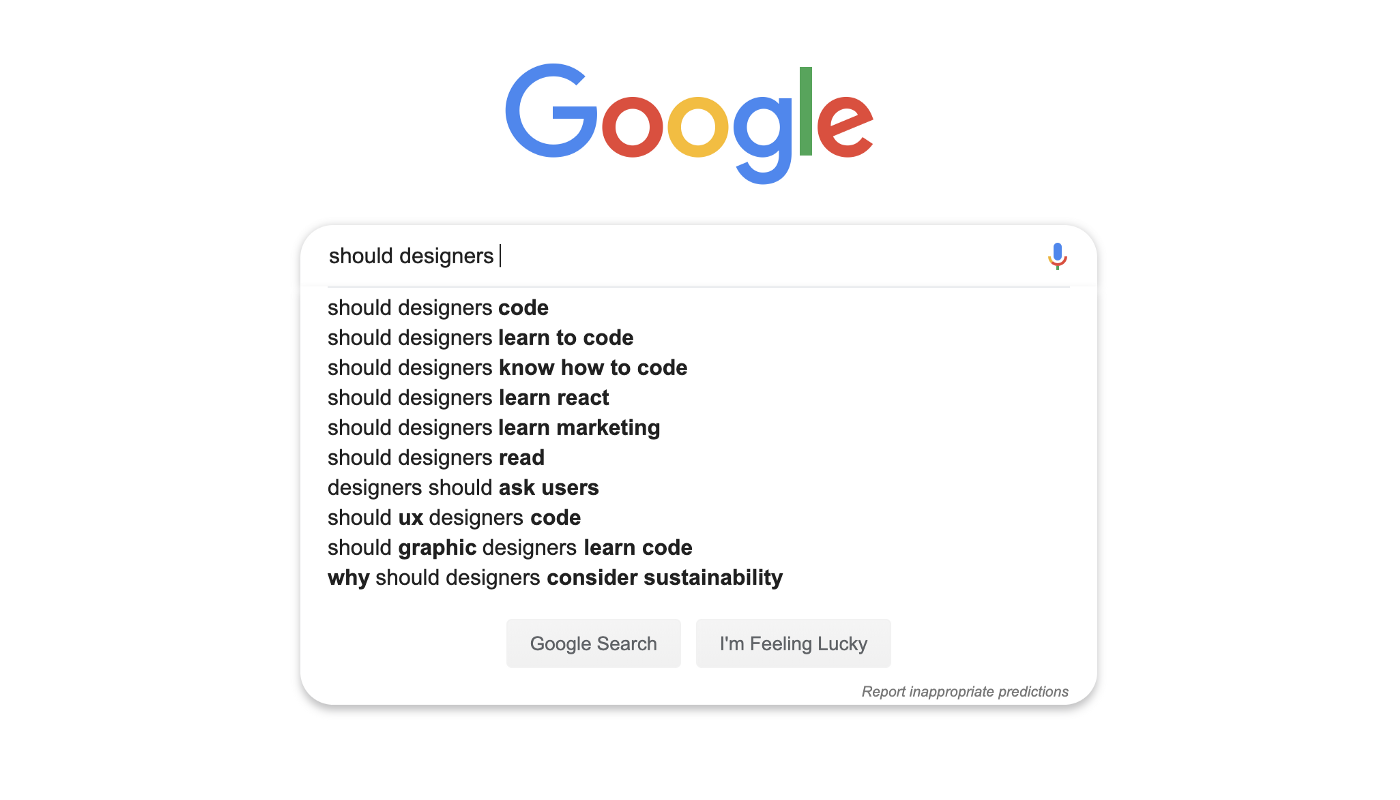 Google
should designers
should designers code
should designers learn to code
should designers know how to code
should designers learn react
should designers learn marketing
should designers read
designers should ask users
should ux designers code
should graphic designers learn code
why should designers consider sustainability
Google Search
I'm Feeling Lucky
Report inappropriate predictions